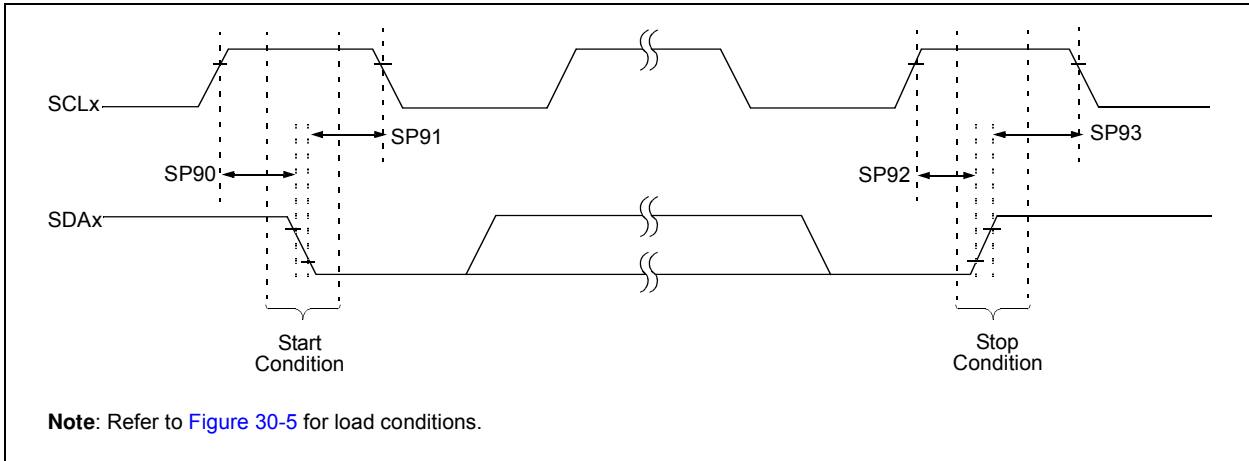 SCLx
SP91
SP93
SP90
SP92
SDAx
Start
Condition
Stop
Condition
Note: Refer to Figure 30-5 for load conditions.